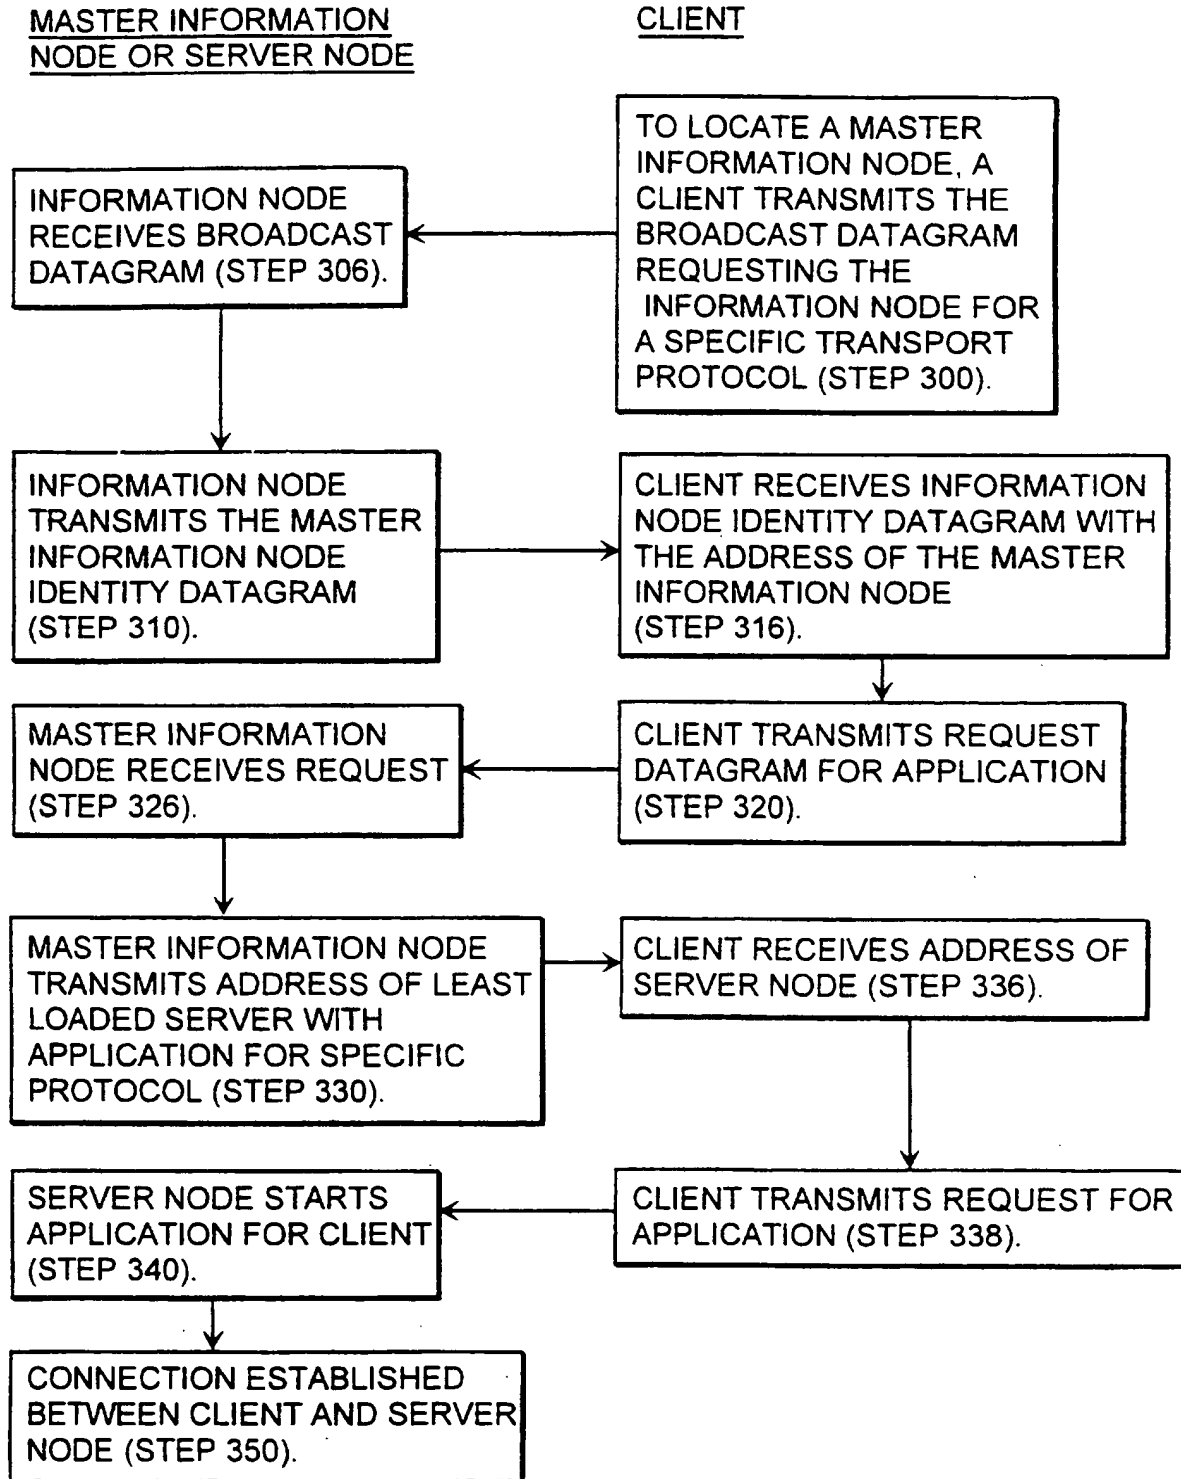 MASTER INFORMATION
NODE OR SERVER NODE
CLIENT
TO LOCATE A MASTER
INFORMATION NODE, A
CLIENT TRANSMITS THE
BROADCAST DATAGRAM
REQUESTING THE
INFORMATION NODE FOR
A SPECIFIC TRANSPORT
PROTOCOL (STEP 300).
INFORMATION NODE
RECEIVES BROADCAST
DATAGRAM (STEP 306).
INFORMATION NODE
TRANSMITS THE MASTER
INFORMATION NODE
IDENTITY DATAGRAM
(STEP 310).
CLIENT RECEIVES INFORMATION
NODE IDENTITY DATAGRAM WITH
THE ADDRESS OF THE MASTER
INFORMATION NODE
(STEP 316).
CLIENT TRANSMITS REQUEST
DATAGRAM FOR APPLICATION
(STEP 320).
MASTER INFORMATION
NODE RECEIVES REQUEST
(STEP 326).
MASTER INFORMATION NODE
TRANSMITS ADDRESS OF LEAST
LOADED SERVER WITH
APPLICATION FOR SPECIFIC
PROTOCOL (STEP 330).
CLIENT RECEIVES ADDRESS OF
SERVER NODE (STEP 336).
CLIENT TRANSMITS REQUEST FOR
APPLICATION (STEP 338).
SERVER NODE STARTS
APPLICATION FOR CLIENT
(STEP 340).
CONNECTION ESTABLISHED
BETWEEN CLIENT AND SERVER
NODE (STEP 350).